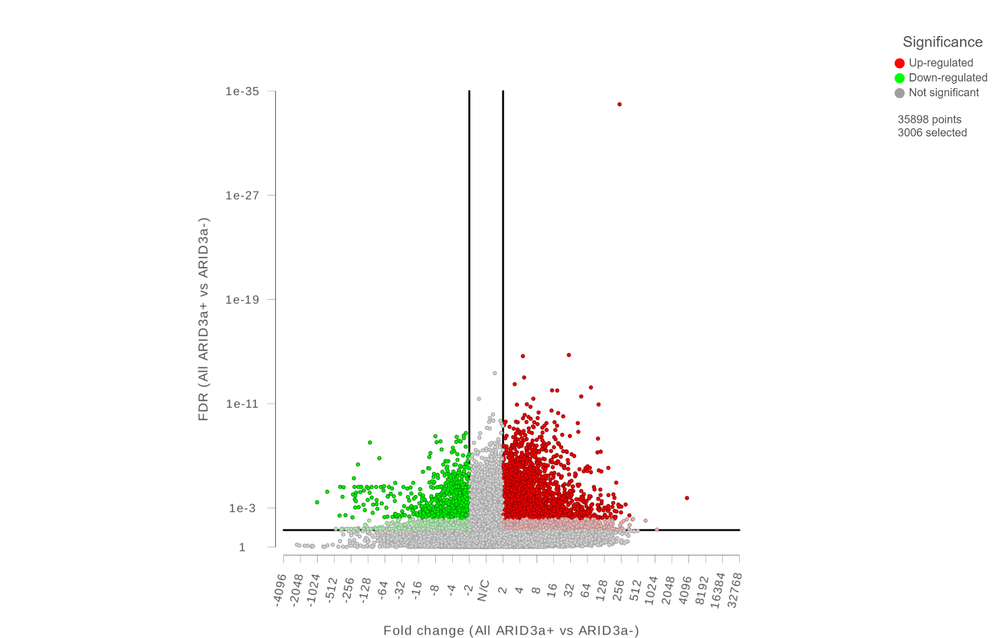 Significance
Up-regulated
Down-regulated
Not significant
35898 points
3006 selected
FDR (All ARID3a+ vs ARID3a-)
1e-35
1e-27
1e-19
1e-11
1e-3
1
-4096
-2048
-1024
-512
-256
-128
-64
-32
-16
-8
-4
-2
N/C
2
4
8
16
32
64
128
256
512
1024
2048
4096
8192
16384
32768
Fold change (All ARID3a+ vs ARID3a-)